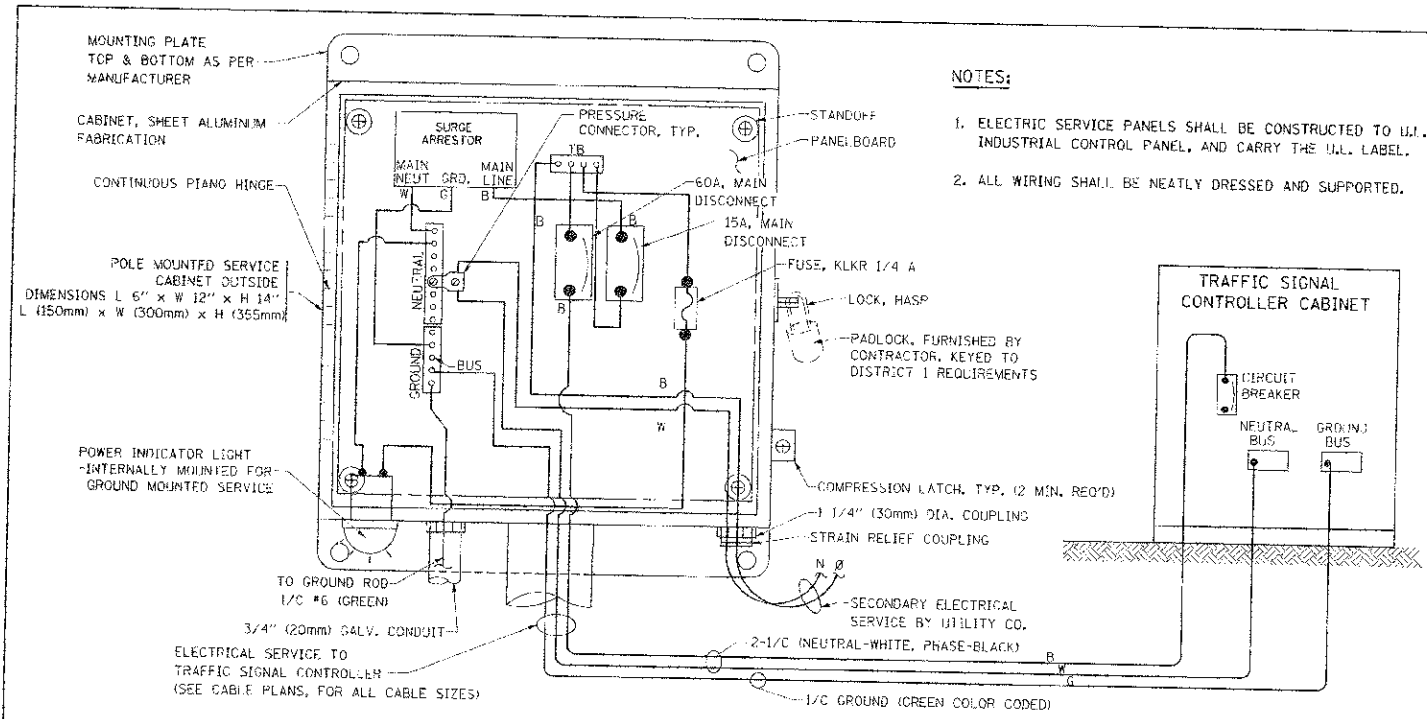 MOUNTING PLATE
TOP & BOTTOM AS PER
MANUFACTURER
CABINET, SHEET ALUMINUM
FABRICATION
CONTINUOUS PIANO HINGE
POLE MOUNTED SERVICE
CABINET OUTSIDE
DIMENSIONS L 6" x W 12" x H 14"
L (150mm) x W (300mm) x H (355mm)
POWER INDICATOR LIGHT
-INTERNALLY MOUNTED FOR
GROUND MOUNTED SERVICE
SURGE
ARRESTOR
MAIN
NEUT
GRD.
MAIN
LINE
W
G
B
PRESSURE
CONNECTOR, TYP.
TB
NEUTRAL
GROUND
BUS
B
B
B
B
W
STANDOFF
PANELBOARD
60A, MAIN
DISCONNECT
15A, MAIN
DISCONNECT
FUSE, KLKR 1/4 A
LOCK, HASP
PADLOCK, FURNISHED BY
CONTRACTOR, KEYED TO
DISTRICT 1 REQUIREMENTS
COMPRESSION LATCH, TYP. (2 MIN. REQ'D)
1 1/4" (30mm) DIA. COUPLING
STRAIN RELIEF COUPLING
N Ø
SECONDARY ELECTRICAL
SERVICE BY UTILITY CO.
TO GROUND ROD
1/C #6 (GREEN)
3/4" (20mm) GALV. CONDUIT
ELECTRICAL SERVICE TO
TRAFFIC SIGNAL CONTROLLER
(SEE CABLE PLANS, FOR ALL CABLE SIZES)
2-1/C (NEUTRAL-WHITE, PHASE-BLACK)
1/C GROUND (GREEN COLOR CODED)
B
W
G
NOTES:
1. ELECTRIC SERVICE PANELS SHALL BE CONSTRUCTED TO U.L.
INDUSTRIAL CONTROL PANEL, AND CARRY THE U.L. LABEL.
2. ALL WIRING SHALL BE NEATLY DRESSED AND SUPPORTED.
TRAFFIC SIGNAL
CONTROLLER CABINET
CIRCUIT
BREAKER
NEUTRAL
BUS
GROUND
BUS